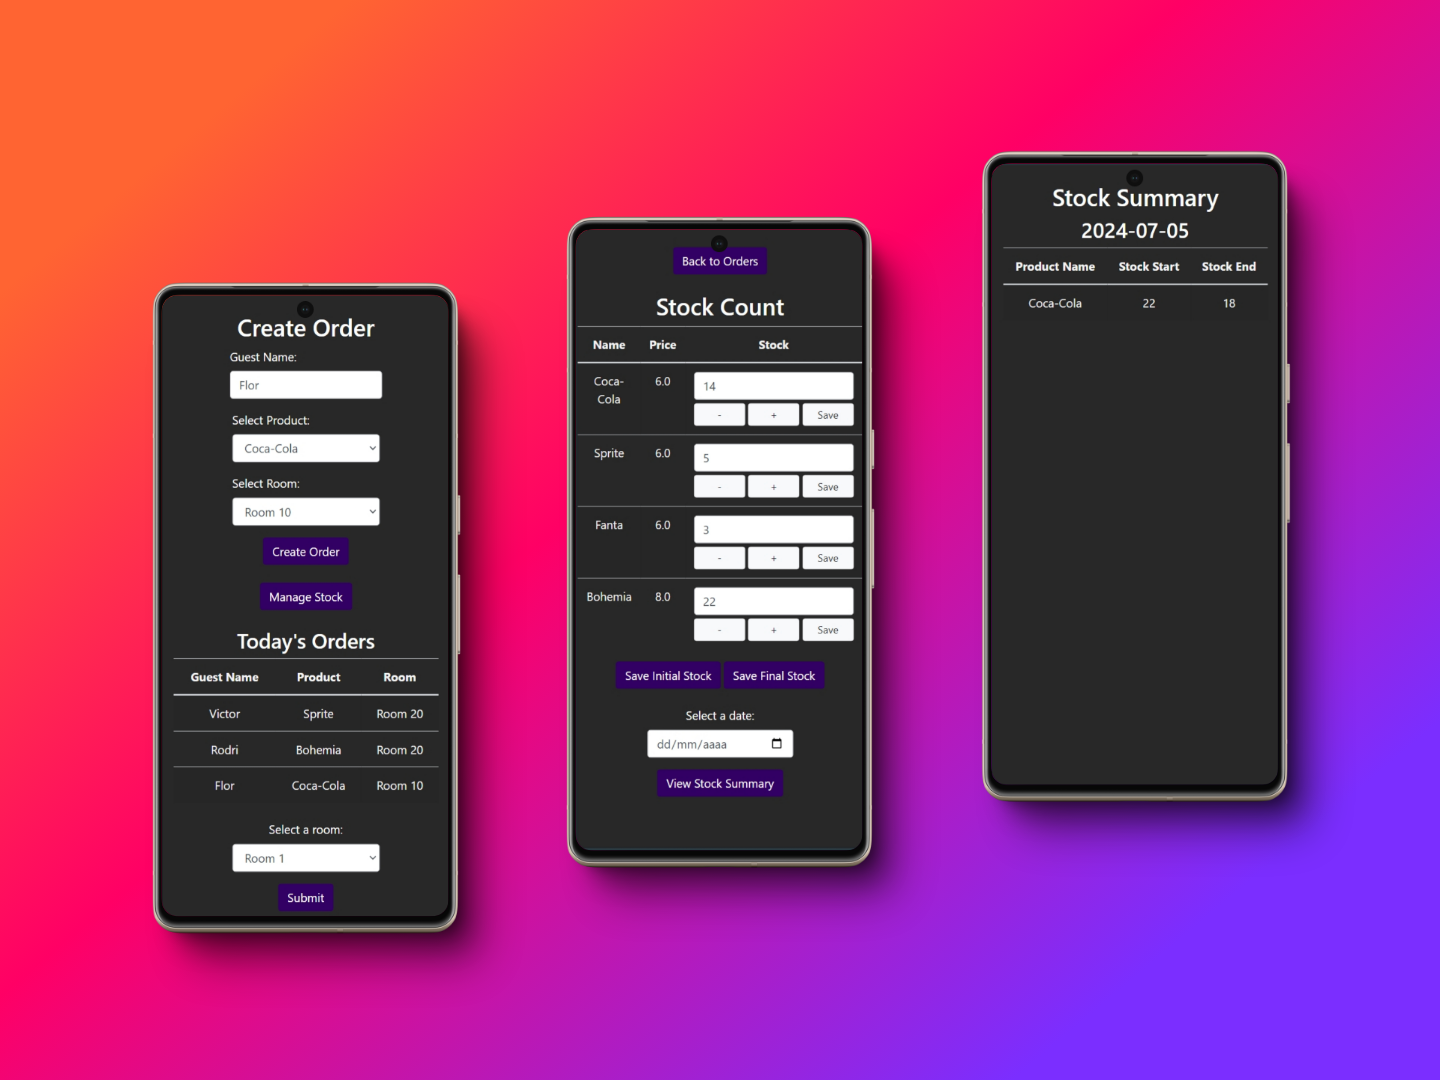 Create Order
Guest Name:
Flor
Select Product:
Coca-Cola
Select Room:
Room 10
Create Order
Manage Stock
Today's Orders
Guest Name Product Room
Victor Sprite Room 20
Rodri Bohemia Room 20
Flor Coca-Cola Room 10
Select a room:
Room 1
Submit
Back to Orders
Stock Count
Name Price Stock
Coca-
Cola 6.0 14
- + Save
Sprite 6.0 5
- + Save
Fanta 6.0 3
- + Save
Bohemia 8.0 22
- + Save
Save Initial Stock Save Final Stock
Select a date:
dd/mm/aaaa
View Stock Summary
Stock Summary
2024-07-05
Product Name Stock Start Stock End
Coca-Cola 22 18